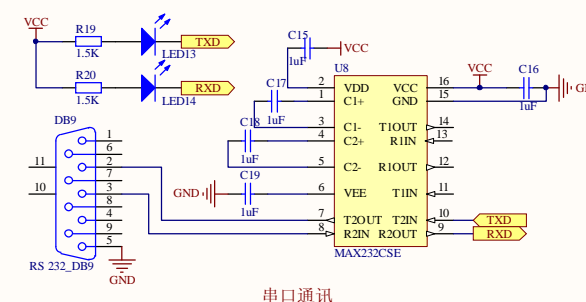 VCC
R19
1.5K
LED13
TXD
R20
1.5K
LED14
RXD
C15
1uF
VCC
C17
1uF
C18
1uF
C19
1uF
GND
U8
2 VDD VCC 16
1 C1+ GND 15
3 C1- T1OUT 14
4 C2+ R1IN 13
5 C2- R1OUT 12
6 VEE T1IN 11
7 T2OUT T2IN 10
8 R2IN R2OUT 9
MAX232CSE
VCC
C16
1uF
TXD
RXD
DB9
1
6
11
2
7
10
3
8
4
9
5
RS 232_DB9
GND
串口通讯